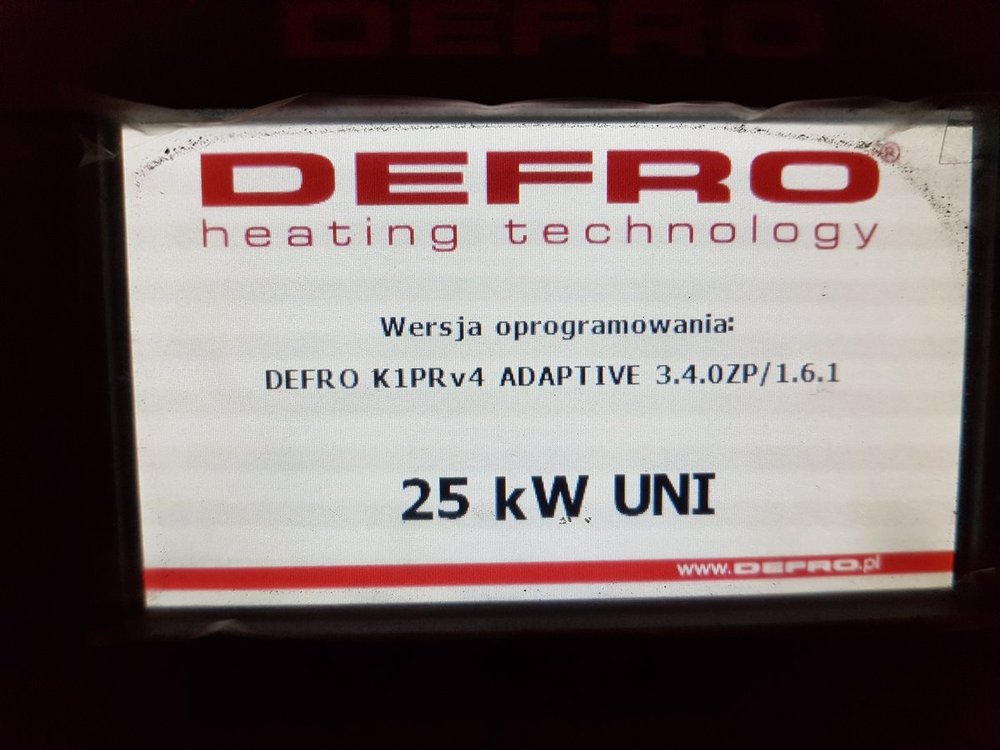 DEFRO
DEFRO®
heating technology
Wersja oprogramowania:
DEFRO K1PRv4 ADAPTIVE 3.4.0ZP/1.6.1
25 kW UNI
www.DEFRO.pl